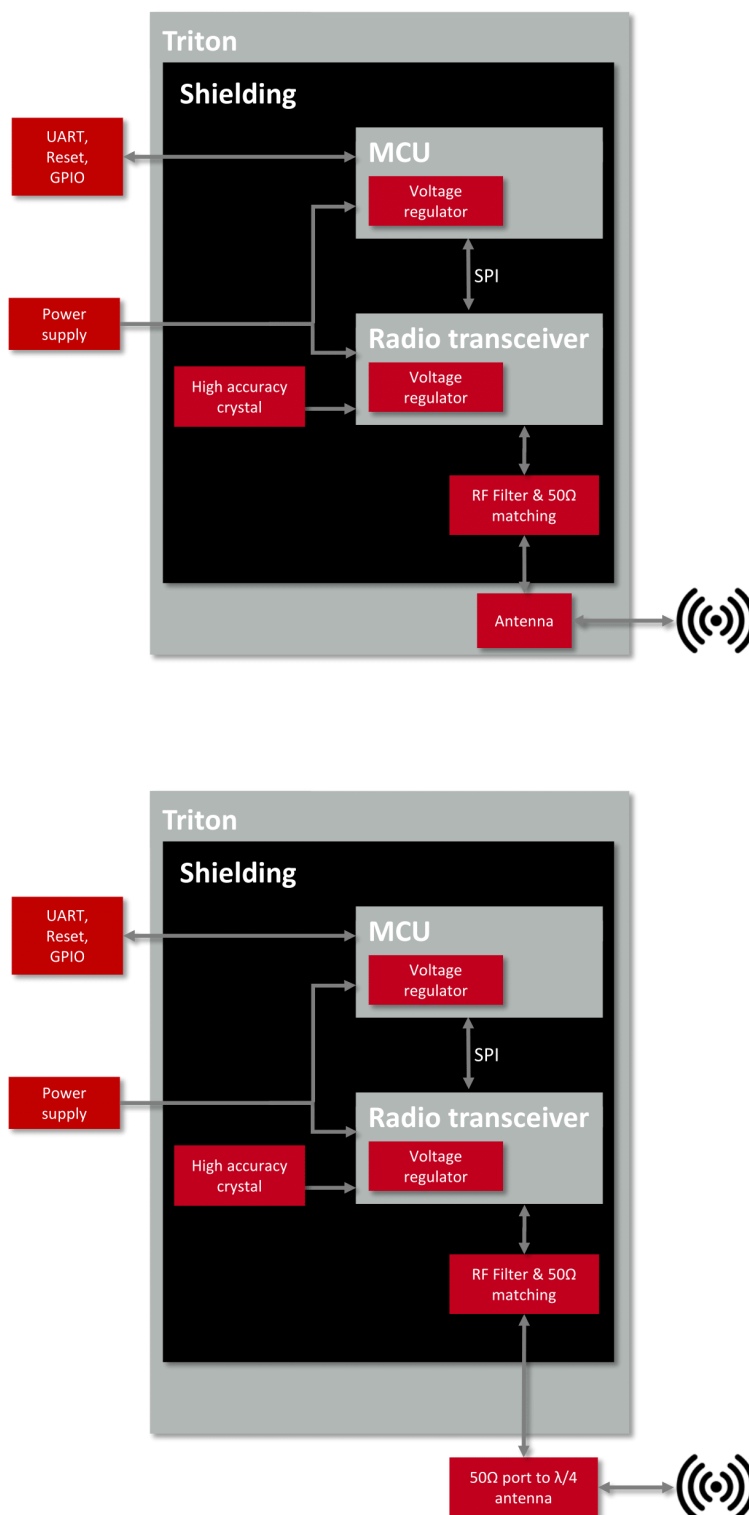 Triton
Shielding
UART,
Reset,
GPIO
MCU
Voltage
regulator
SPI
Power
supply
Radio transceiver
High accuracy
crystal
Voltage
regulator
RF Filter & 50Ω
matching
Antenna
Triton
Shielding
UART,
Reset,
GPIO
MCU
Voltage
regulator
SPI
Power
supply
Radio transceiver
High accuracy
crystal
Voltage
regulator
RF Filter & 50Ω
matching
50Ω port to λ/4
antenna